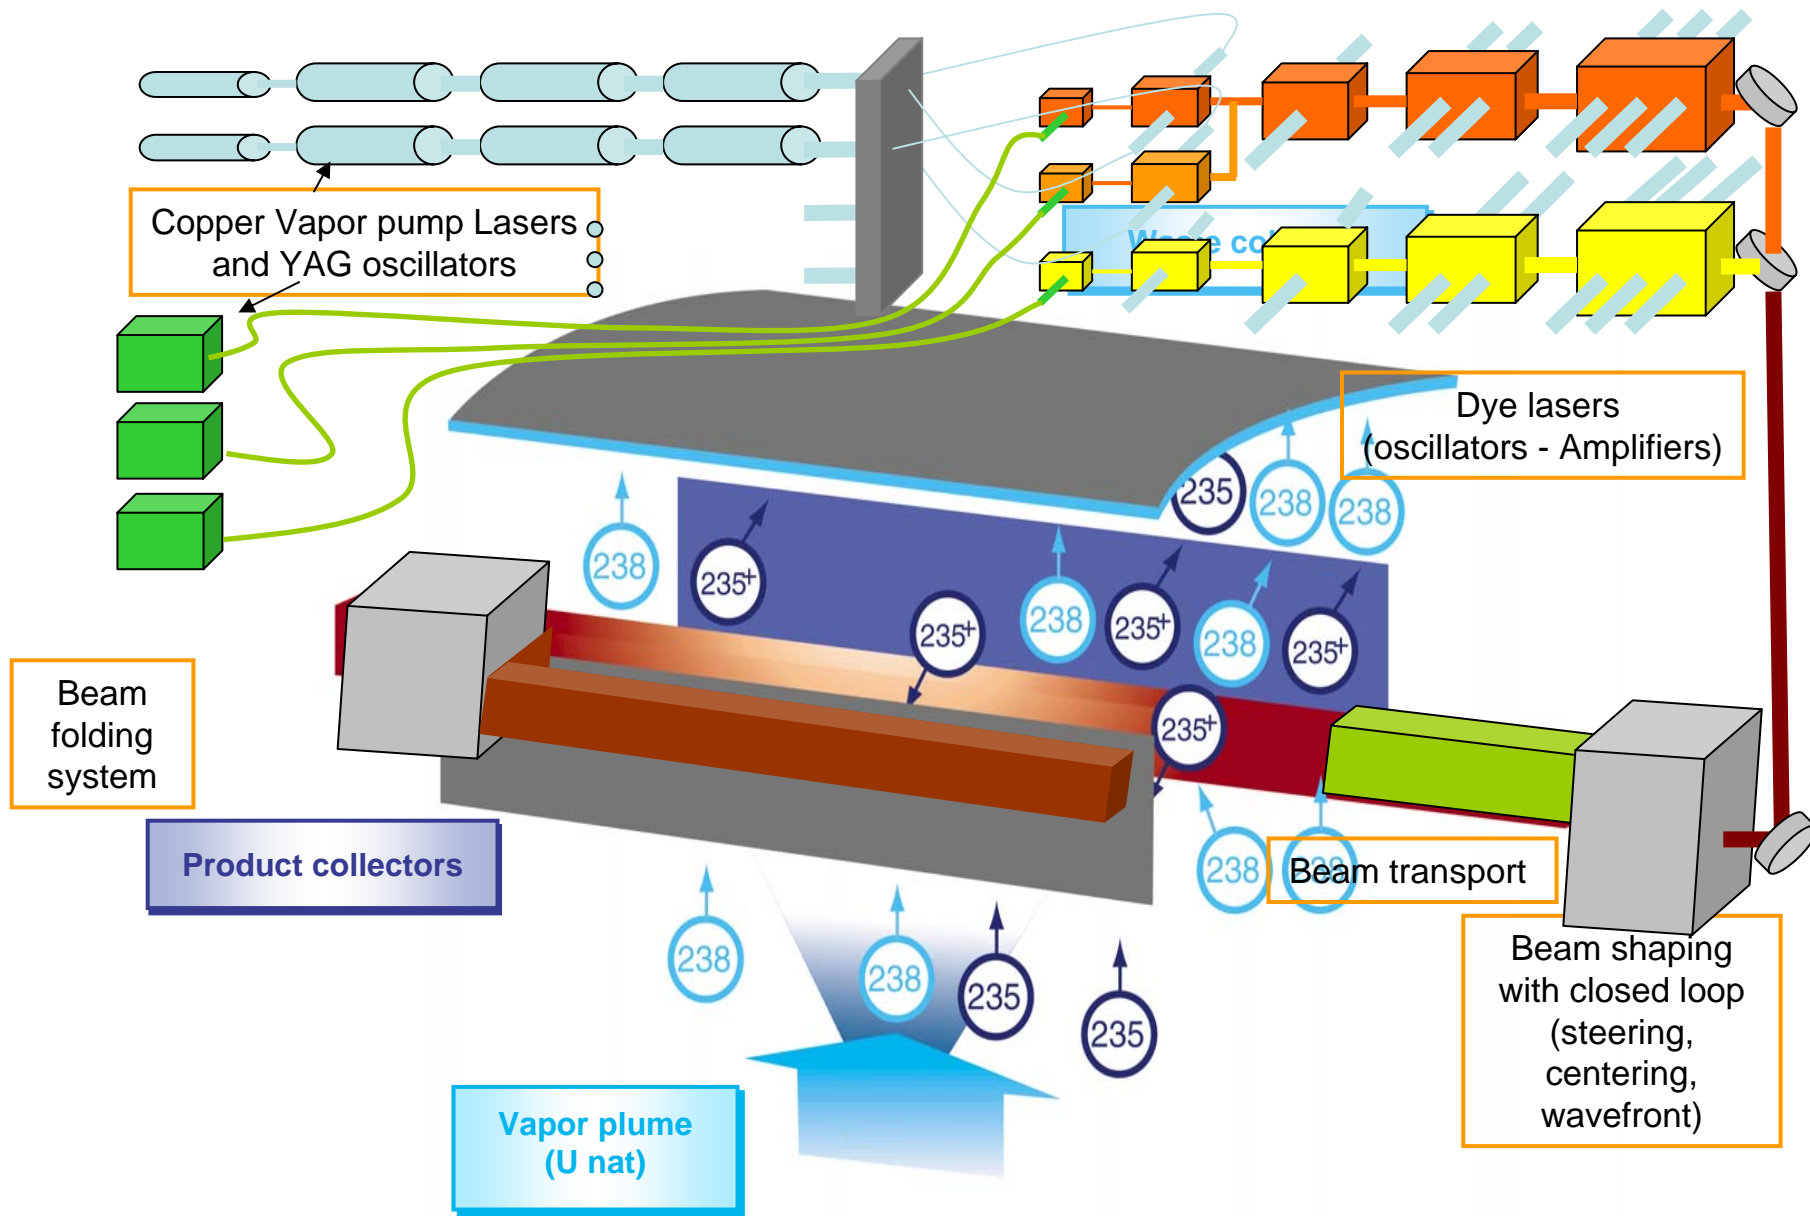 Copper Vapor pump Lasers
and YAG oscillators
Dye lasers
(oscillators - Amplifiers)
235
238
238
238
235+
238
235+
238
235+
235+
235+
Beam
folding
system
Product collectors
238
Beam transport
238
238
235
235
Beam shaping
with closed loop
(steering,
centering,
wavefront)
Vapor plume
(U nat)